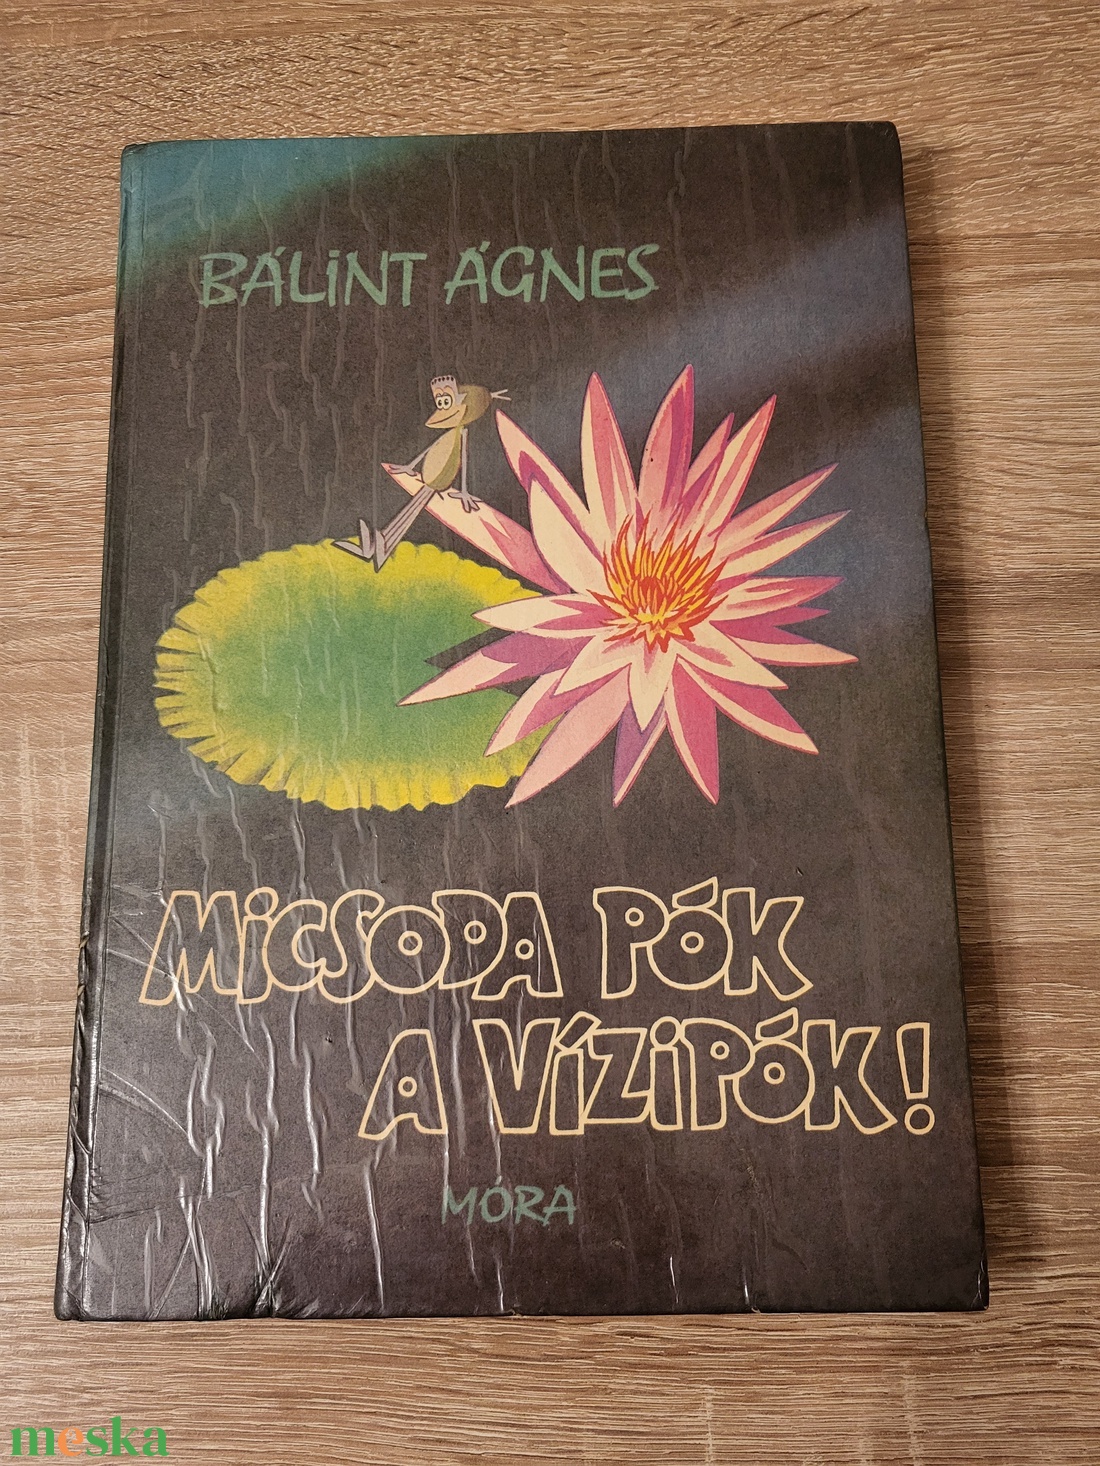 BÁLiNT ÁGNES
MiCSODA PÓK
A VÍZiPÓK!
MÓRA
meska